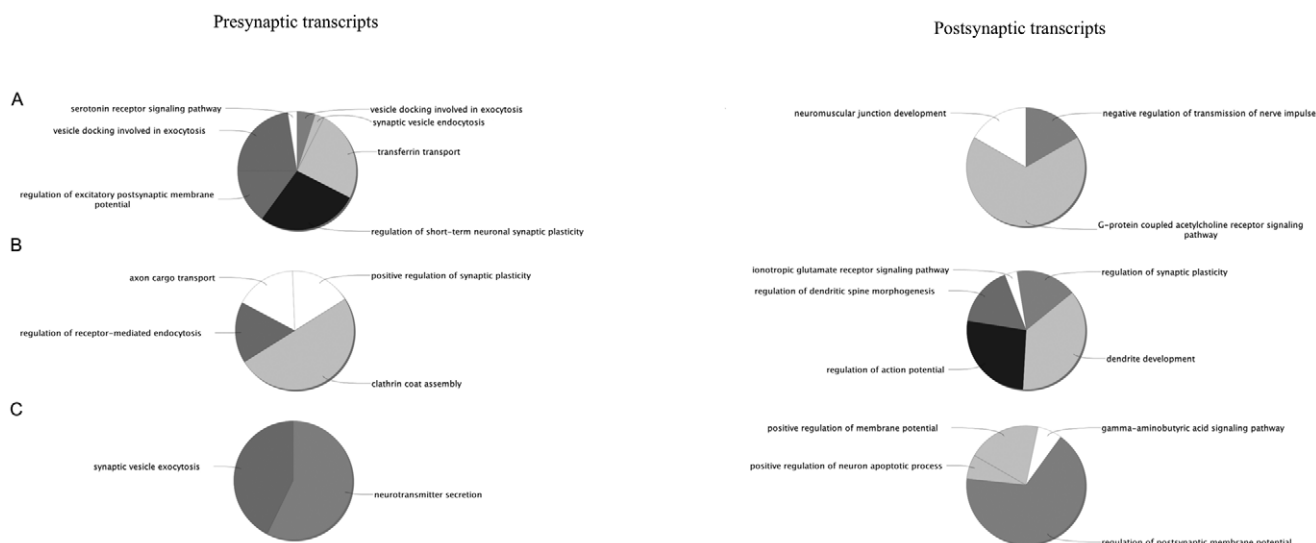 Presynaptic transcripts
Postsynaptic transcripts
A
serotonin receptor signaling pathway
vesicle docking involved in exocytosis
vesicle docking involved in exocytosis
synaptic vesicle endocytosis
transferrin transport
regulation of excitatory postsynaptic membrane
potential
regulation of short-term neuronal synaptic plasticity
neuromuscular junction development
negative regulation of transmission of nerve impulse
G-protein coupled acetylcholine receptor signaling
pathway
B
axon cargo transport
positive regulation of synaptic plasticity
regulation of receptor-mediated endocytosis
clathrin coat assembly
ionotropic glutamate receptor signaling pathway
regulation of synaptic plasticity
regulation of dendritic spine morphogenesis
dendrite development
regulation of action potential
C
synaptic vesicle exocytosis
neurotransmitter secretion
positive regulation of membrane potential
gamma-aminobutyric acid signaling pathway
positive regulation of neuron apoptotic process
regulation of postsynaptic membrane potential